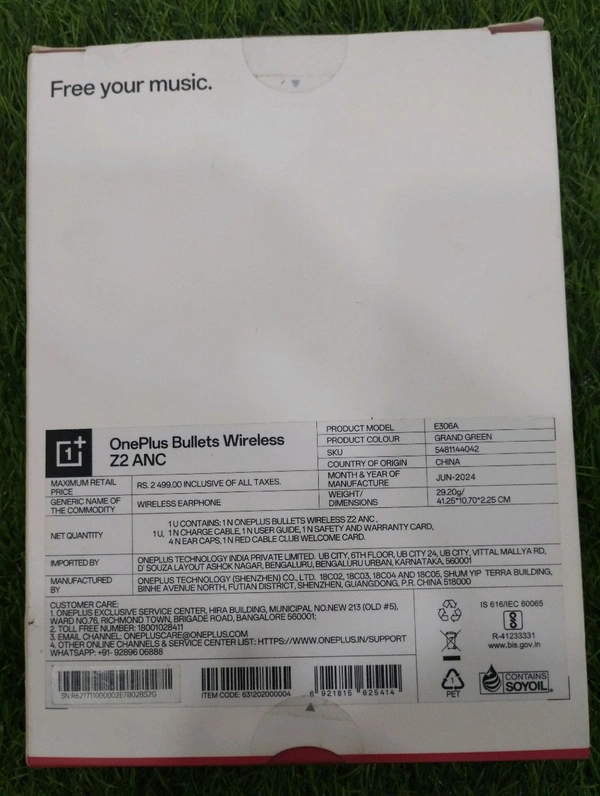 Free your music.
OnePlus Bullets Wireless
Z2 ANC
PRODUCT MODEL E306A
PRODUCT COLOUR GRAND GREEN
SKU 5481144042
COUNTRY OF ORIGIN CHINA
MONTH & YEAR OF
MANUFACTURE JUN-2024
WEIGHT/
DIMENSIONS 29.20g/
41.25*10.70*2.25 CM
MAXIMUM RETAIL
PRICE RS. 2 499.00 INCLUSIVE OF ALL TAXES.
GENERIC NAME OF
THE COMMODITY WIRELESS EARPHONE
NET QUANTITY
1 U CONTAINS: 1 N ONEPLUS BULLETS WIRELESS Z2 ANC ,
1U, 1 N CHARGE CABLE, 1 N USER GUIDE, 1 N SAFETY AND WARRANTY CARD,
4 N EAR CAPS, 1 N RED CABLE CLUB WELCOME CARD.
IMPORTED BY
ONEPLUS TECHNOLOGY INDIA PRIVATE LIMITED. UB CITY, 6TH FLOOR, UB CITY 24, UB CITY, VITTAL MALLYA RD,
D' SOUZA LAYOUT ASHOK NAGAR, BENGALURU, BENGALURU URBAN, KARNATAKA, 560001
MANUFACTURED
BY
ONEPLUS TECHNOLOGY (SHENZHEN) CO., LTD. 18C02, 18C03, 18C04 AND 18C05, SHUM YIP TERRA BUILDING,
BINHE AVENUE NORTH, FUTIAN DISTRICT, SHENZHEN, GUANGDONG, P.R. CHINA 518000
CUSTOMER CARE:
1. ONEPLUS EXCLUSIVE SERVICE CENTER, HIRA BUILDING, MUNICIPAL NO.NEW 213 (OLD #5),
WARD NO.76, RICHMOND TOWN, BRIGADE ROAD, BANGALORE 560001;
2. TOLL FREE NUMBER: 18001028411
3. EMAIL CHANNEL: ONEPLUSCARE@ONEPLUS.COM
4. OTHER ONLINE CHANNELS & SERVICE CENTER LIST: HTTPS://WWW.ONEPLUS.IN/SUPPORT
WHATSAPP: +91- 92896 06888
IS 616/IEC 60065
R-41233331
www.bis.gov.in
ITEM CODE: 631202000004
6 921815 625414
1
PET
CONTAINS
SOYOIL